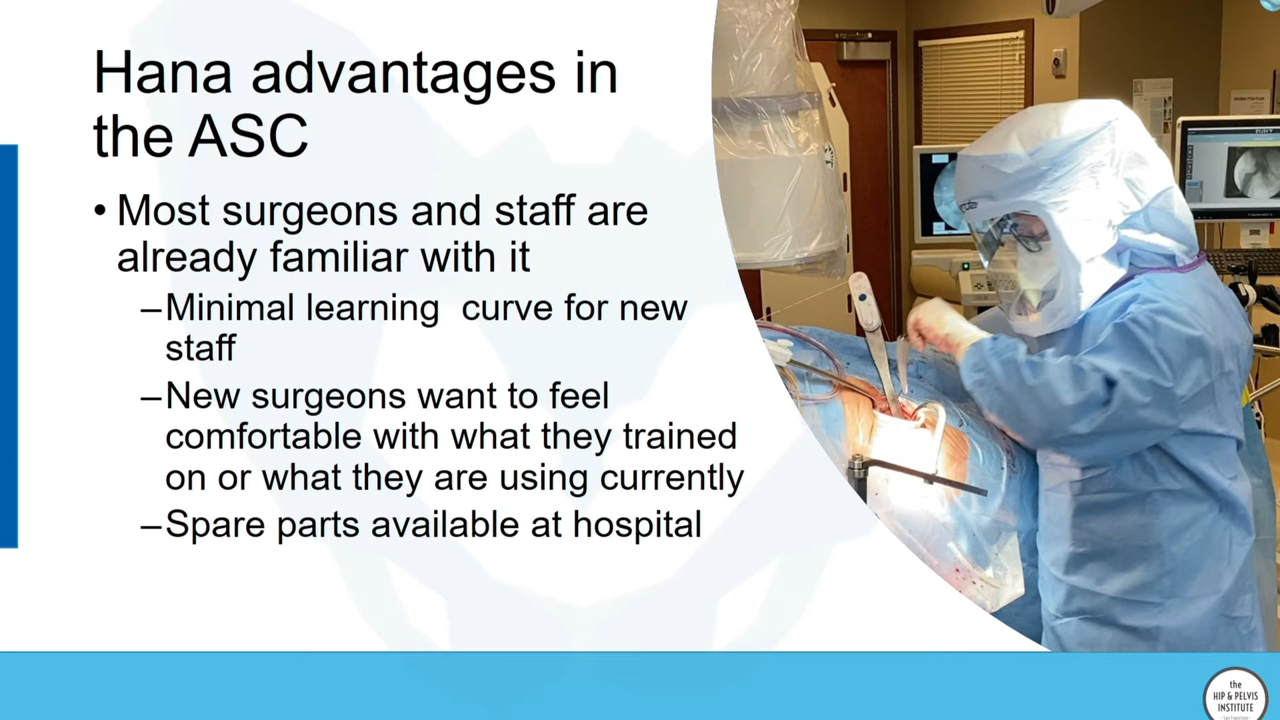 Hana advantages in
the ASC
• Most surgeons and staff are
already familiar with it
–Minimal learning  curve for new
staff
–New surgeons want to feel
comfortable with what they trained
on or what they are using currently
–Spare parts available at hospital
the
HIP & PELVIS
INSTITUTE
- San Francisco -